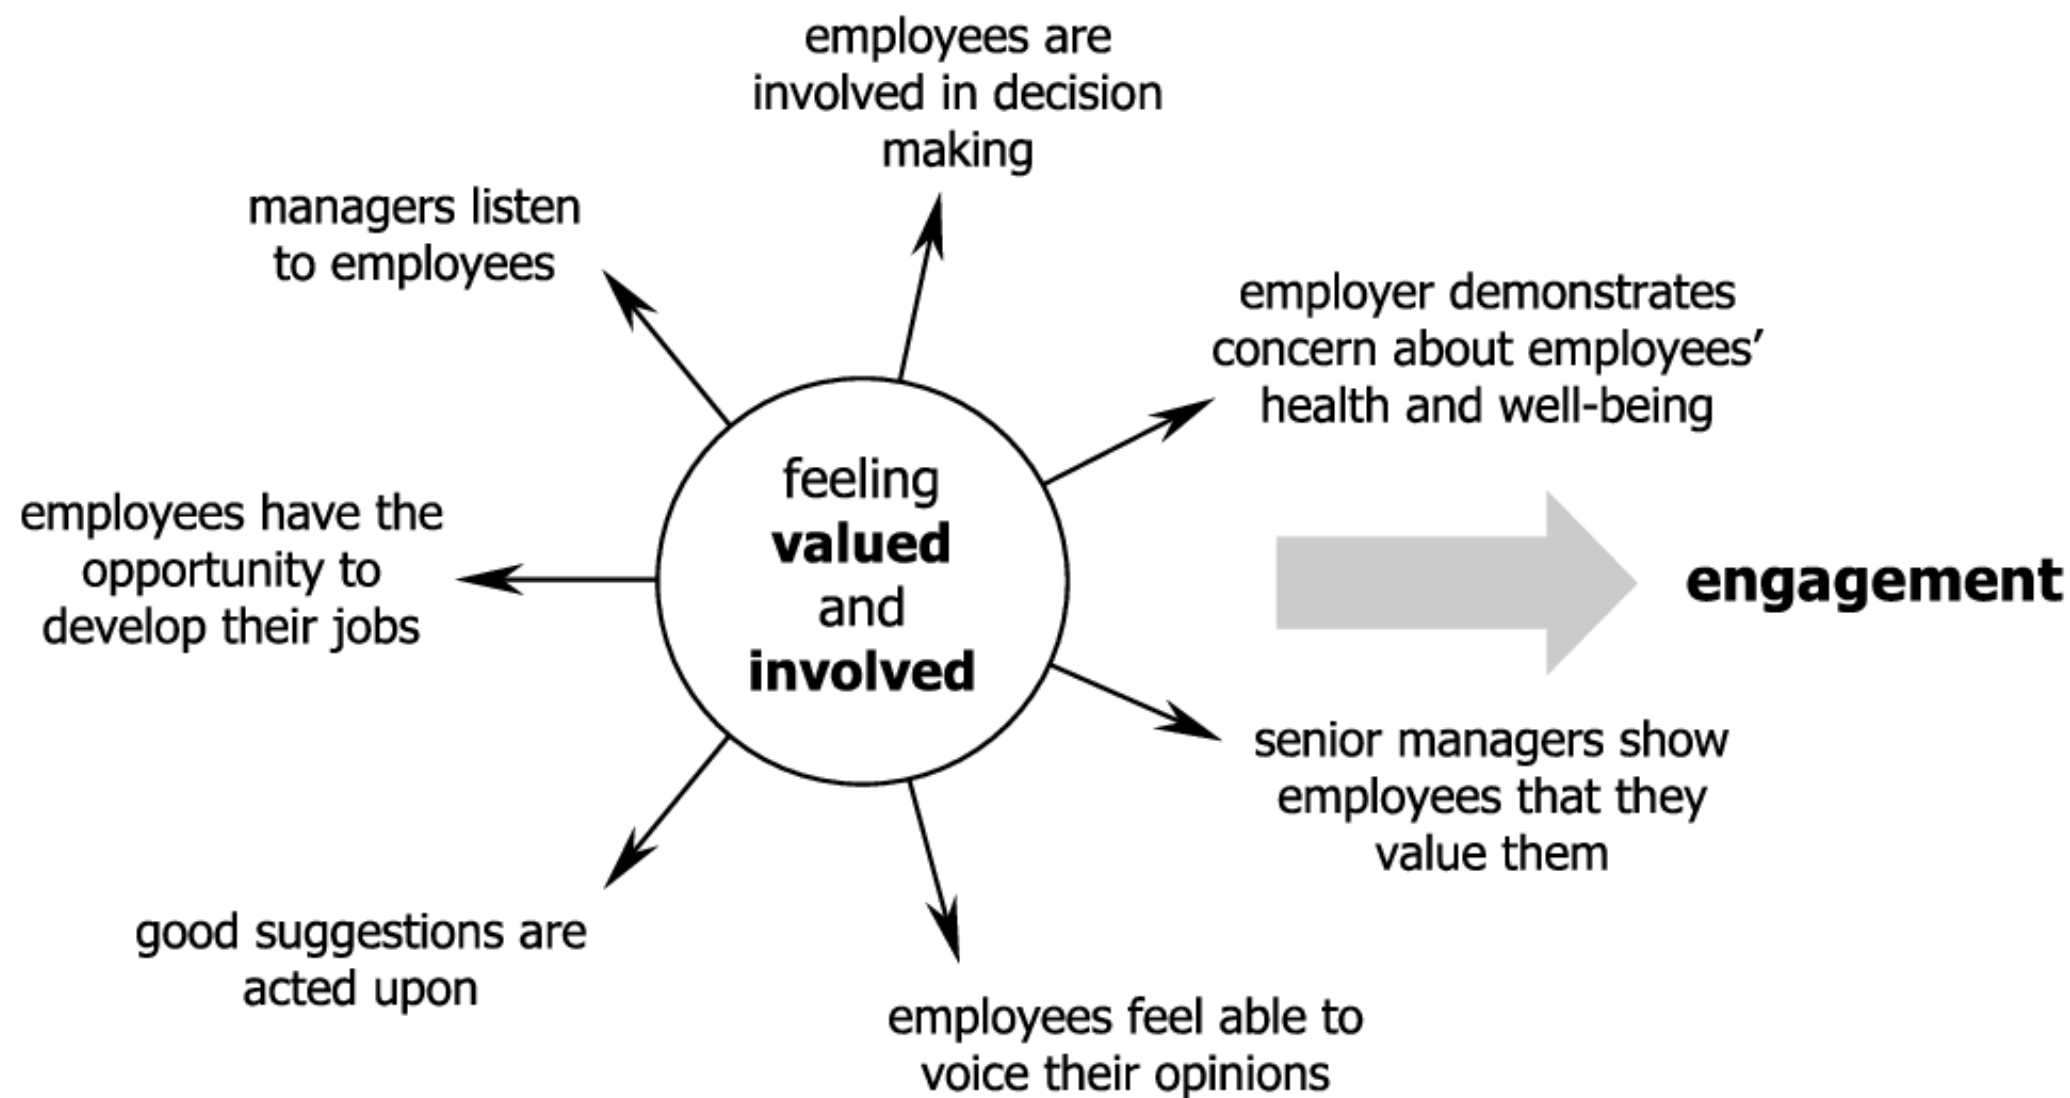 employees are
involved in decision
making
managers listen
to employees
employer demonstrates
concern about employees’
health and well-being
feeling
valued
and
involved
employees have the
opportunity to
develop their jobs
engagement
senior managers show
employees that they
value them
good suggestions are
acted upon
employees feel able to
voice their opinions